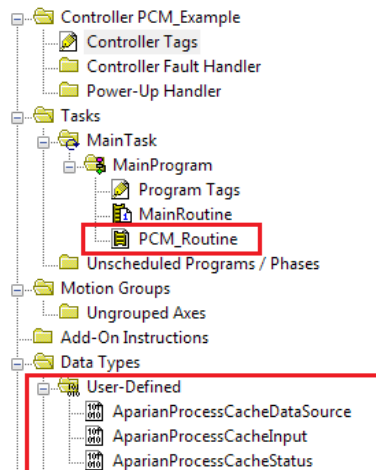 Controller PCM_Example
Controller Tags
Controller Fault Handler
Power-Up Handler
Tasks
MainTask
MainProgram
Program Tags
MainRoutine
PCM_Routine
Unscheduled Programs / Phases
Motion Groups
Ungrouped Axes
Add-On Instructions
Data Types
User-Defined
AparianProcessCacheDataSource
AparianProcessCacheInput
AparianProcessCacheStatus